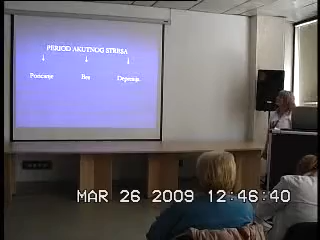 PERIOD AKUTNOG STRESA
Poricanje Bes Depresija
MAR 26 2009 12:46:40